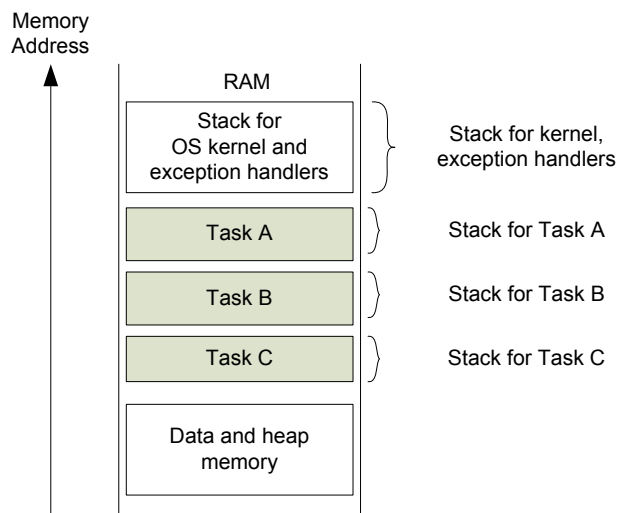 Memory
Address
RAM
Stack for
OS kernel and
exception handlers
Stack for kernel,
exception handlers
Task A
Stack for Task A
Task B
Stack for Task B
Task C
Stack for Task C
Data and heap
memory